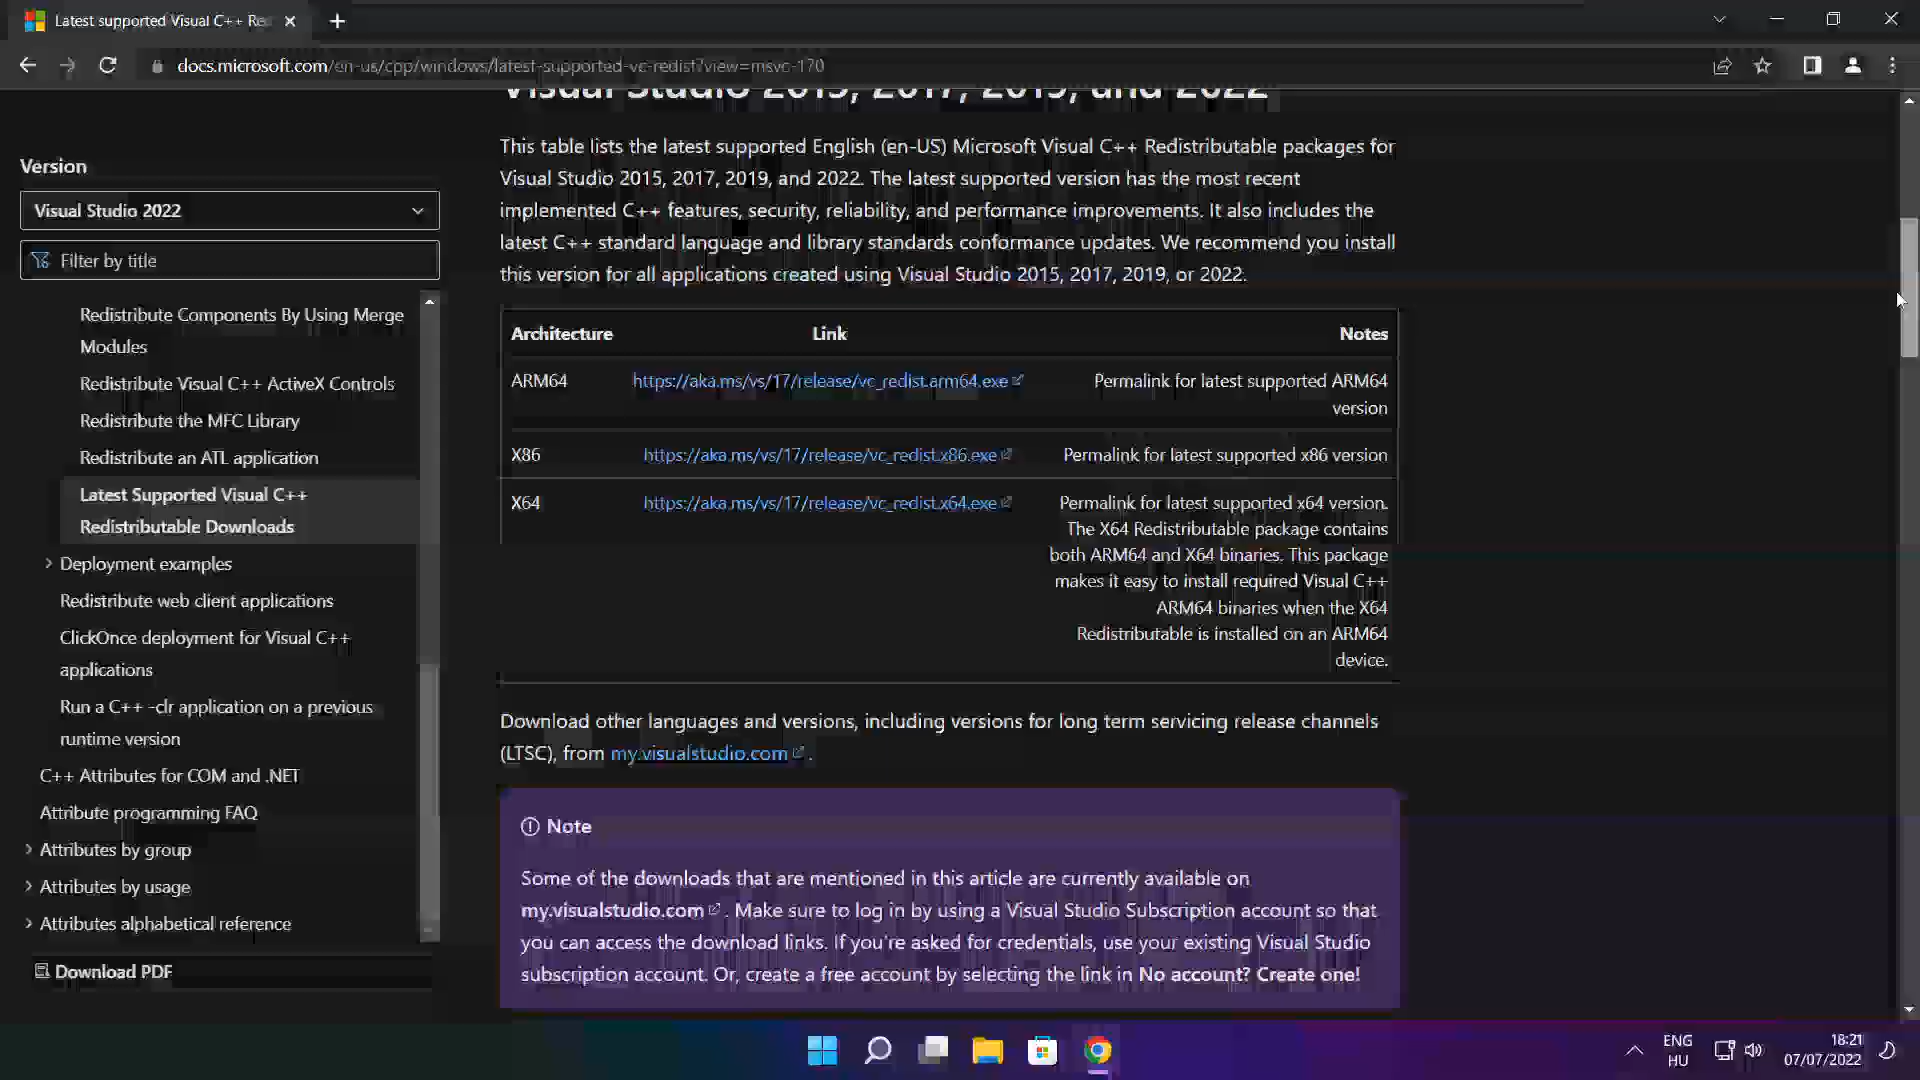 Latest supported Visual C++ Re
docs.microsoft.com/en-us/cpp/windows/latest-supported-vc-redist?view=msvc-170
Visual Studio 2015, 2017, 2019, and 2022
Version
Visual Studio 2022
Filter by title
Redistribute Components By Using Merge
Modules
Redistribute Visual C++ ActiveX Controls
Redistribute the MFC Library
Redistribute an ATL application
Latest Supported Visual C++
Redistributable Downloads
Deployment examples
Redistribute web client applications
ClickOnce deployment for Visual C++
applications
Run a C++ -clr application on a previous
runtime version
C++ Attributes for COM and .NET
Attribute programming FAQ
Attributes by group
Attributes by usage
Attributes alphabetical reference
Download PDF
This table lists the latest supported English (en-US) Microsoft Visual C++ Redistributable packages for
Visual Studio 2015, 2017, 2019, and 2022. The latest supported version has the most recent
implemented C++ features, security, reliability, and performance improvements. It also includes the
latest C++ standard language and library standards conformance updates. We recommend you install
this version for all applications created using Visual Studio 2015, 2017, 2019, or 2022.
Architecture Link Notes
ARM64 https://aka.ms/vs/17/release/vc_redist.arm64.exe Permalink for latest supported ARM64
version
X86 https://aka.ms/vs/17/release/vc_redist.x86.exe Permalink for latest supported x86 version
X64 https://aka.ms/vs/17/release/vc_redist.x64.exe Permalink for latest supported x64 version.
The X64 Redistributable package contains
both ARM64 and X64 binaries. This package
makes it easy to install required Visual C++
ARM64 binaries when the X64
Redistributable is installed on an ARM64
device.
Download other languages and versions, including versions for long term servicing release channels
(LTSC), from my.visualstudio.com .
Note
Some of the downloads that are mentioned in this article are currently available on
my.visualstudio.com . Make sure to log in by using a Visual Studio Subscription account so that
you can access the download links. If you're asked for credentials, use your existing Visual Studio
subscription account. Or, create a free account by selecting the link in No account? Create one!
ENG
HU
18:21
07/07/2022